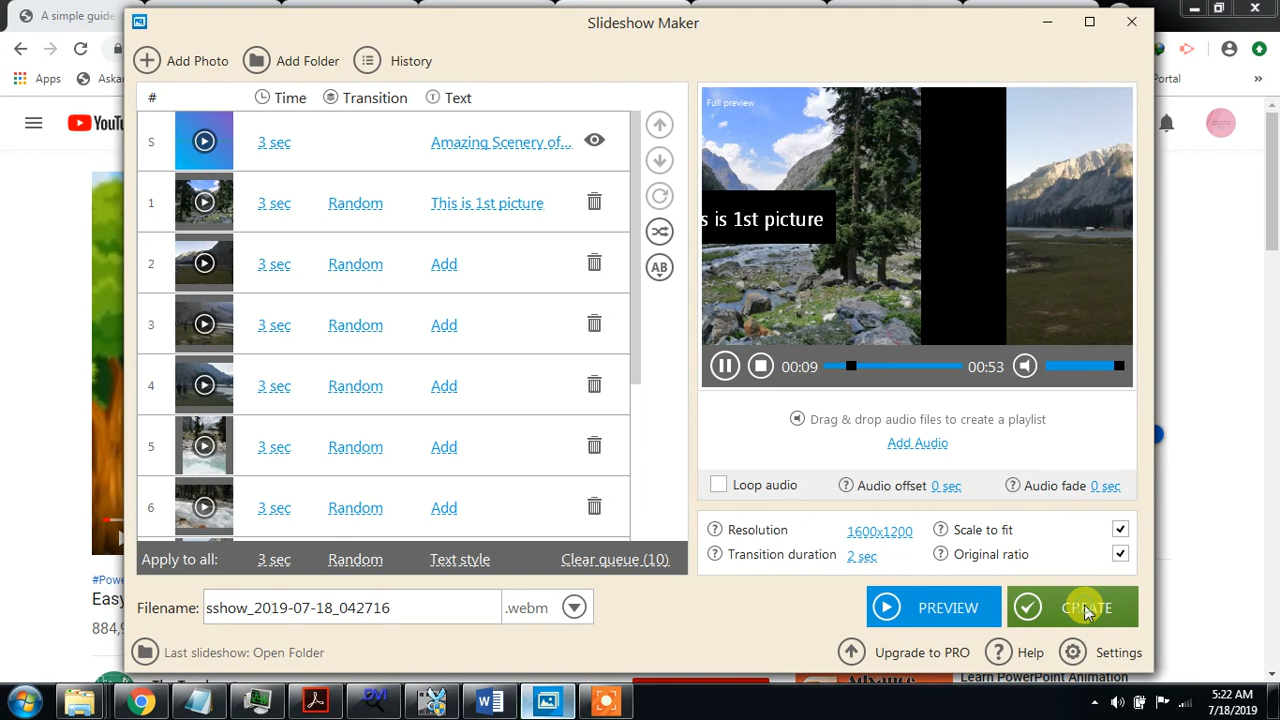 A simple guide
Slideshow Maker
Apps
Askar
Portal
»
YouTu
Add Photo
Add Folder
History
# Time Transition Text
S 3 sec Amazing Scenery of...
1 3 sec Random This is 1st picture
2 3 sec Random Add
3 3 sec Random Add
4 3 sec Random Add
5 3 sec Random Add
6 3 sec Random Add
Apply to all: 3 sec Random Text style Clear queue (10)
AB
Full preview
s is 1st picture
00:09
00:53
Drag & drop audio files to create a playlist
Add Audio
Loop audio
? Audio offset 0 sec
? Audio fade 0 sec
? Resolution 1600x1200
? Scale to fit
? Transition duration 2 sec
? Original ratio
Filename: sshow_2019-07-18_042716 .webm
PREVIEW
CREATE
Last slideshow: Open Folder
Upgrade to PRO
? Help
Settings
#Powe
Easy
884,9
Learn PowerPoint Animation
W
5:22 AM
7/18/2019